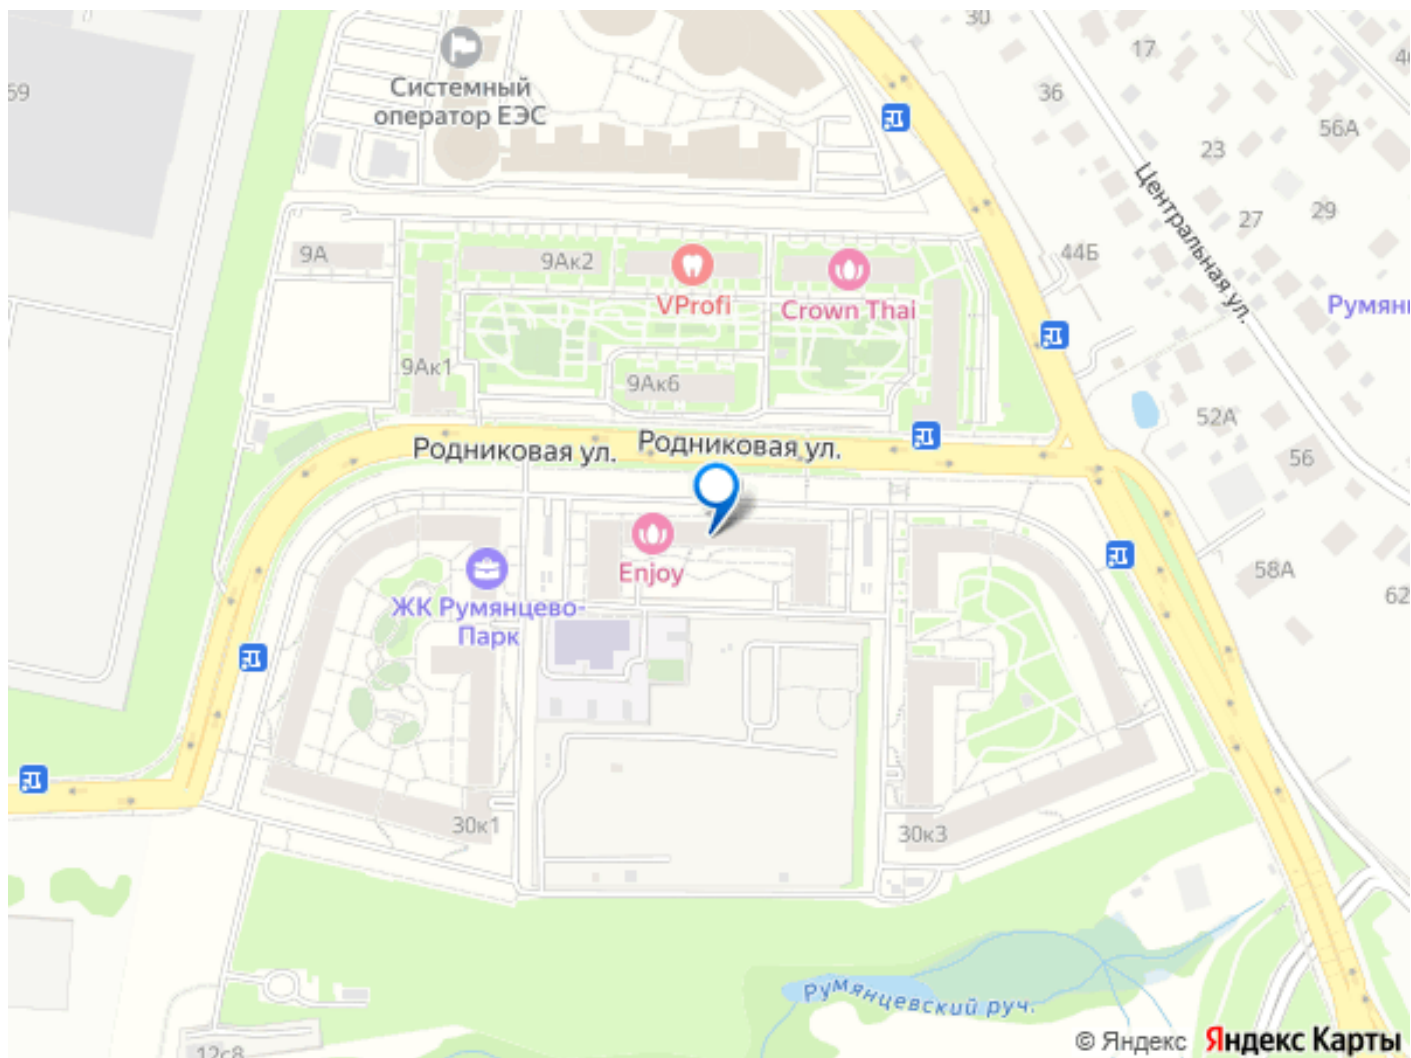 30
17
59
Системный
оператор ЕЭС
36
56А
23
Центральная ул.
27
29
9А
9Ак2
44Б
VProfi
Crown Thai
9Ак1
9Ак6
52А
Родниковая ул.
Родниковая ул.
56
Enjoy
58А
62
ЖК Румянцево-
Парк
30к1
30к3
Румянцевский руч.
© Яндекс Яндекс Карты
12с8